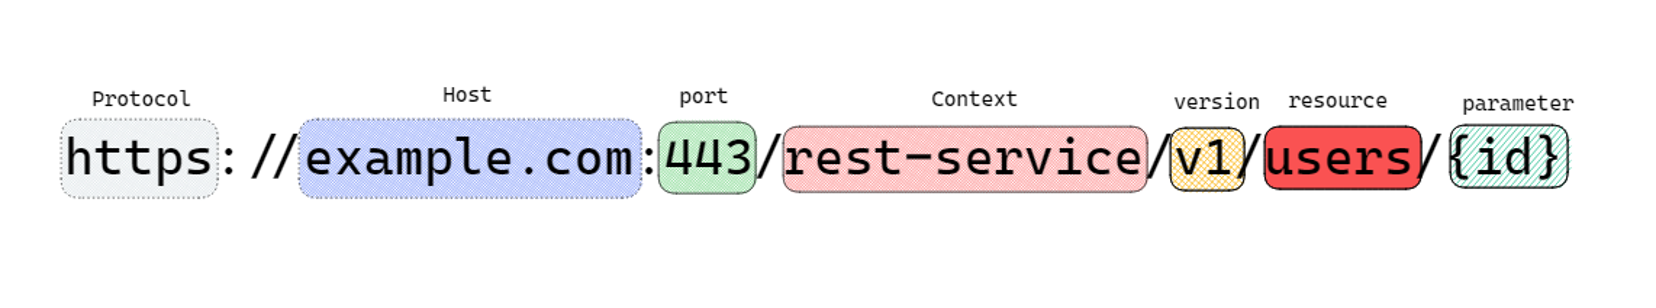 Protocol Host port Context version resource parameter
https://example.com:443/rest-service/v1/users/{id}